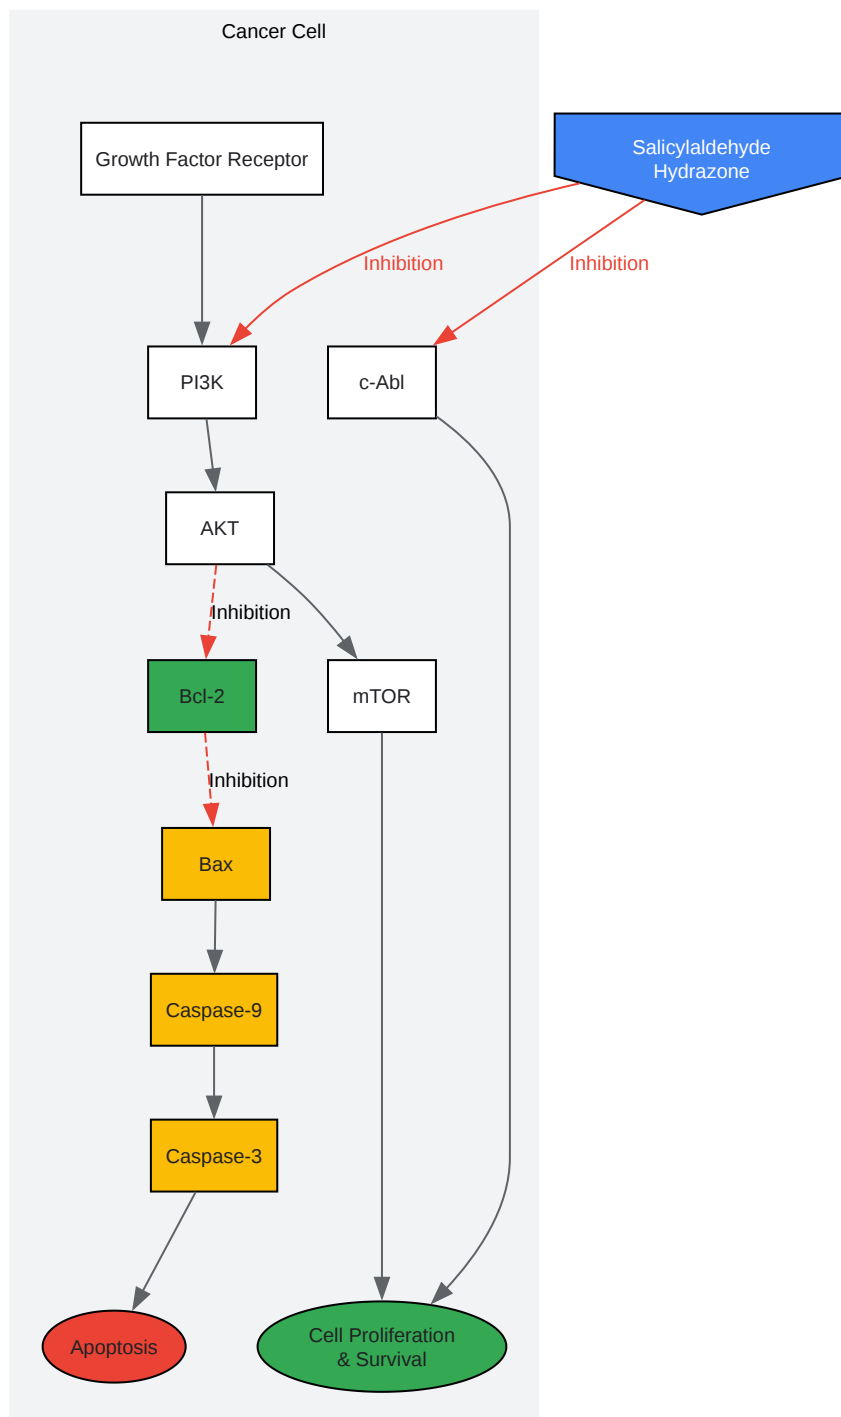 Cancer Cell
Growth Factor Receptor
Salicylaldehyde
Hydrazone
Inhibition
Inhibition
PI3K
c-Abl
AKT
Inhibition
Bcl-2
mTOR
Inhibition
Bax
Caspase-9
Caspase-3
Apoptosis
Cell Proliferation
& Survival